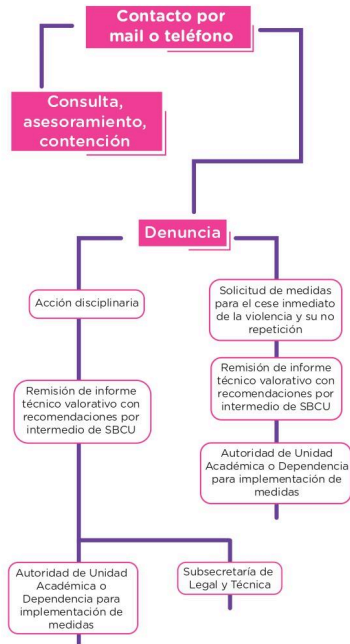 Contacto por
mail o teléfono
Consulta,
asesoramiento,
contención
Denuncia
Acción disciplinaria
Solicitud de medidas
para el cese inmediato
de la violencia y su no
repetición
Remisión de informe
técnico valorativo con
recomendaciones por
intermedio de SBCU
Remisión de informe
técnico valorativo con
recomendaciones por
intermedio de SBCU
Autoridad de Unidad
Académica o Dependencia
para implementación de
medidas
Autoridad de Unidad
Académica o
Dependencia para
implementación de
medidas
Subsecretaría de
Legal y Técnica